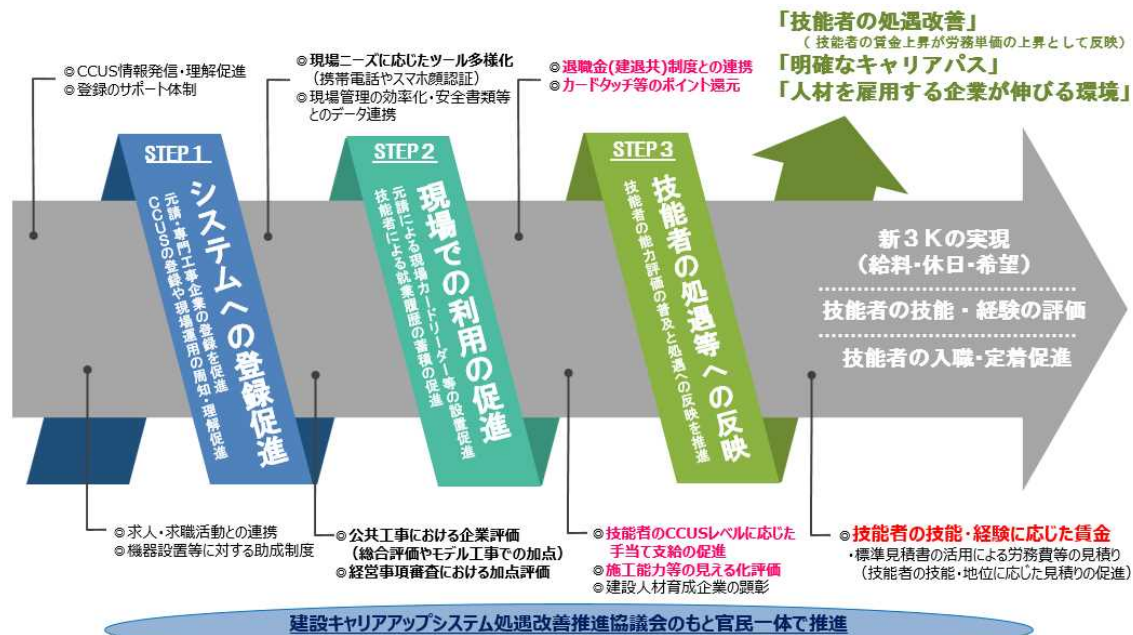 「技能者の処遇改善」
（ 技能者の賃金上昇が労務単価の上昇として反映）
「明確なキャリアパス」
「人材を雇用する企業が伸びる環境」
◎CCUS情報発信・理解促進
◎登録のサポート体制
◎現場ニーズに応じたツール多様化
（携帯電話やスマホ顔認証）
◎現場管理の効率化・安全書類等
とのデータ連携
◎退職金(建退共)制度との連携
◎カードタッチ等のポイント還元
STEP 1
システムへの登録促進
元請・専門工事企業の登録を促進
CCUSの登録や現場運用の周知・理解促進
STEP 2
現場での利用の促進
元請による現場カードリーダー等の設置促進
技能者による就業履歴の蓄積の促進
STEP 3
技能者の処遇等への反映
技能者の能力評価の普及と処遇への反映を推進
新３Ｋの実現
（給料・休日・希望）
技能者の技能・経験の評価
技能者の入職・定着促進
◎求人・求職活動との連携
◎機器設置等に対する助成制度
◎公共工事における企業評価
（総合評価やモデル工事での加点）
◎経営事項審査における加点評価
◎技能者のCCUSレベルに応じた
手当て支給の促進
◎施工能力等の見える化評価
◎建設人材育成企業の顕彰
◎技能者の技能・経験に応じた賃金
・標準見積書の活用による労務費等の見積り
（技能者の技能・地位に応じた見積りの促進）
建設キャリアアップシステム処遇改善推進協議会のもと官民一体で推進